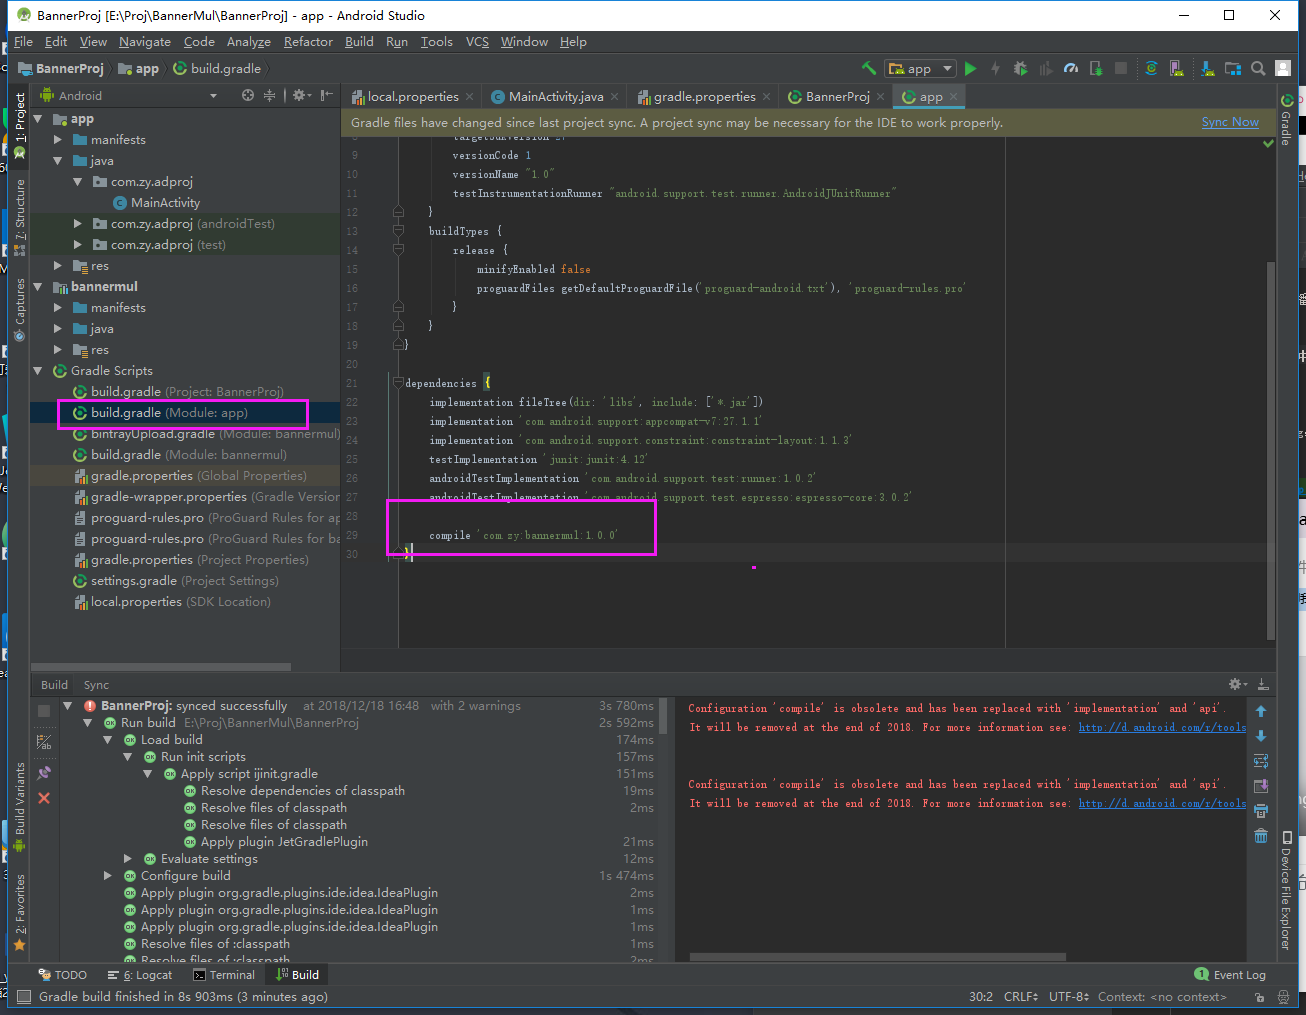 BannerProj [E:\Proj\BannerMul\BannerProj] - app - Android Studio
File Edit View Navigate Code Analyze Refactor Build Run Tools VCS Window Help
BannerProj app build.gradle
app
1: Project
7: Structure
Captures
Build Variants
2: Favorites
Android
app
manifests
java
com.zy.adproj
MainActivity
com.zy.adproj (androidTest)
com.zy.adproj (test)
res
bannermul
manifests
java
res
Gradle Scripts
build.gradle (Project: BannerProj)
build.gradle (Module: app)
bintrayUpload.gradle (Module: bannermul)
build.gradle (Module: bannermul)
gradle.properties (Global Properties)
gradle-wrapper.properties (Gradle Version
proguard-rules.pro (ProGuard Rules for ap
proguard-rules.pro (ProGuard Rules for ba
gradle.properties (Project Properties)
settings.gradle (Project Settings)
local.properties (SDK Location)
local.properties MainActivity.java gradle.properties BannerProj app
Gradle files have changed since last project sync. A project sync may be necessary for the IDE to work properly. Sync Now
targetSdkVersion 27
9 versionCode 1
10 versionName "1.0"
11 testInstrumentationRunner "android.support.test.runner.AndroidJUnitRunner"
12 }
13 buildTypes {
14 release {
15 minifyEnabled false
16 proguardFiles getDefaultProguardFile('proguard-android.txt'), 'proguard-rules.pro'
17 }
18 }
19 }
20
21 dependencies {
22 implementation fileTree(dir: 'libs', include: ['*.jar'])
23 implementation 'com.android.support:appcompat-v7:27.1.1'
24 implementation 'com.android.support.constraint:constraint-layout:1.1.3'
25 testImplementation 'junit:junit:4.12'
26 androidTestImplementation 'com.android.support.test:runner:1.0.2'
27 androidTestImplementation 'com.android.support.test.espresso:espresso-core:3.0.2'
28
29 compile 'com.zy:bannermul:1.0.0'
30 }
Gradle
Device File Explorer
Build Sync
BannerProj: synced successfully at 2018/12/18 16:48 with 2 warnings 3s 780ms
Run build E:\Proj\BannerMul\BannerProj 2s 592ms
Load build 174ms
Run init scripts 157ms
Apply script ijinit.gradle 151ms
Resolve dependencies of classpath 19ms
Resolve files of classpath 2ms
Resolve files of classpath
Apply plugin JetGradlePlugin 21ms
Evaluate settings 12ms
Configure build 1s 474ms
Apply plugin org.gradle.plugins.ide.idea.IdeaPlugin 2ms
Apply plugin org.gradle.plugins.ide.idea.IdeaPlugin 1ms
Apply plugin org.gradle.plugins.ide.idea.IdeaPlugin 1ms
Resolve files of :classpath 1ms
Resolve files of :classpath 2ms
Configuration 'compile' is obsolete and has been replaced with 'implementation' and 'api'.
It will be removed at the end of 2018. For more information see: http://d.android.com/r/tools
Configuration 'compile' is obsolete and has been replaced with 'implementation' and 'api'.
It will be removed at the end of 2018. For more information see: http://d.android.com/r/tools
TODO 6: Logcat Terminal Build 1 Event Log
Gradle build finished in 8s 903ms (3 minutes ago) 30:2 CRLF UTF-8 Context: <no context>